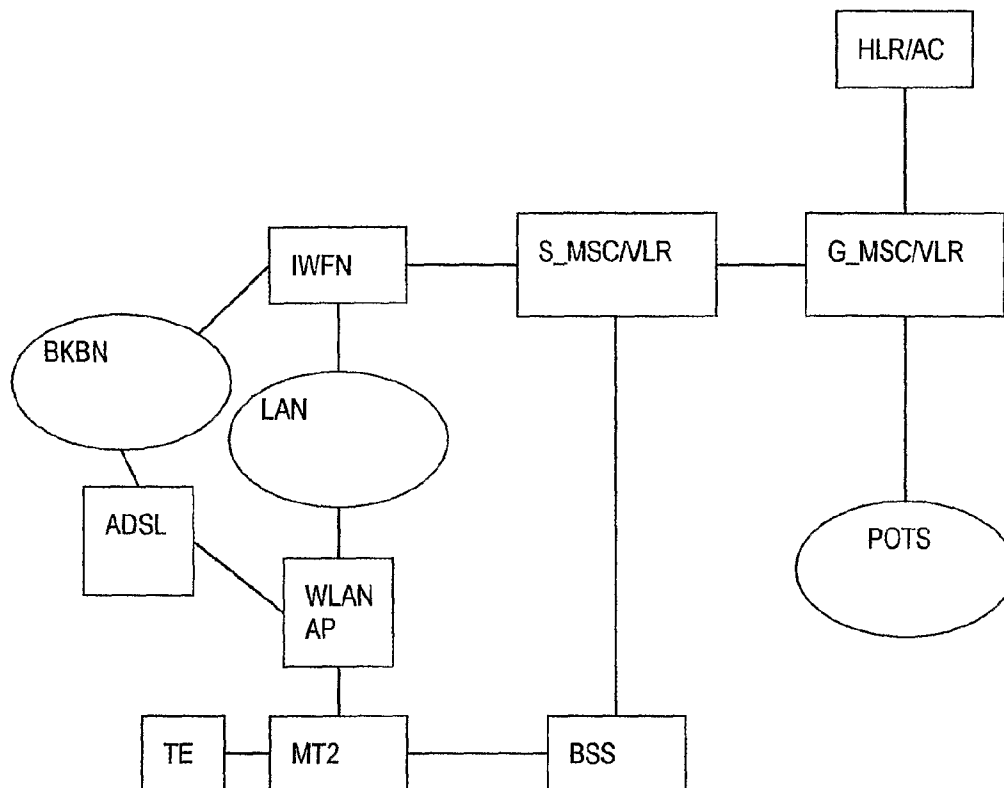 HLR/AC
IWFN
S_MSC/VLR
G_MSC/VLR
BKBN
LAN
ADSL
POTS
WLAN
AP
TE
MT2
BSS